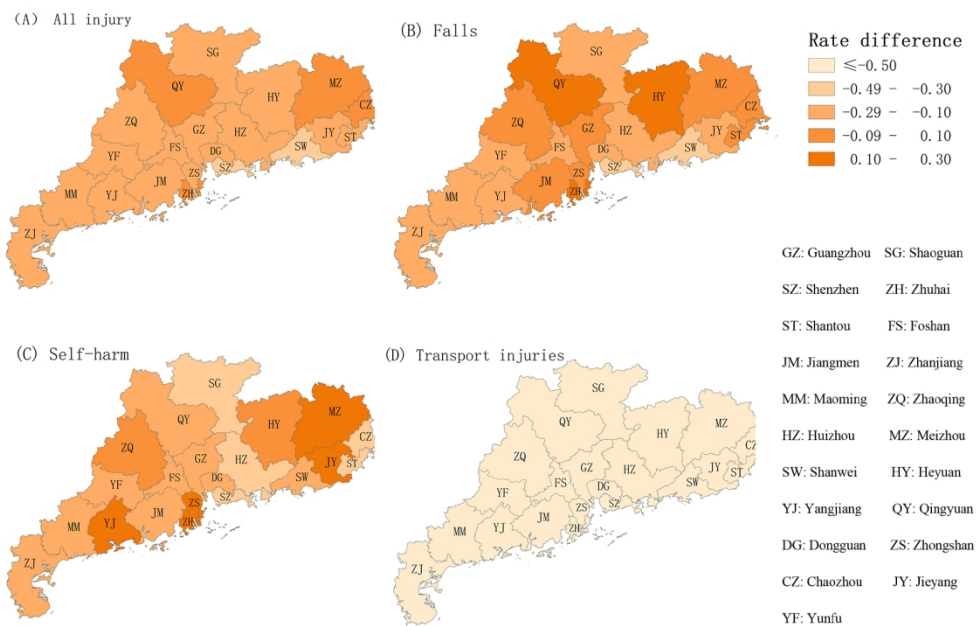 (A) All injury
SG
QY
MZ
HY
CZ
ZQ
GZ
HZ
JY
ST
FS
DG
SW
YF
SZ
ZS
JM
MM
YJ
ZH
ZJ
(B) Falls
SG
QY
MZ
HY
CZ
ZQ
GZ
HZ
JY
ST
FS
DG
SW
YF
SZ
ZS
JM
MM
YJ
ZH
ZJ
Rate difference
≤-0.50
-0.49 - -0.30
-0.29 - -0.10
-0.09 - 0.10
0.10 - 0.30
(C) Self-harm
SG
MZ
QY
HY
CZ
ZQ
GZ
HZ
JY
ST
FS
DG
SW
YF
SZ
ZS
JM
MM
YJ
ZH
ZJ
(D) Transport injuries
SG
QY
MZ
HY
CZ
ZQ
GZ
HZ
JY
ST
FS
DG
SW
YF
SZ
ZS
JM
MM
YJ
ZH
ZJ
GZ: Guangzhou SG: Shaoguan
SZ: Shenzhen ZH: Zhuhai
ST: Shantou FS: Foshan
JM: Jiangmen ZJ: Zhanjiang
MM: Maoming ZQ: Zhaoqing
HZ: Huizhou MZ: Meizhou
SW: Shanwei HY: Heyuan
YJ: Yangjiang QY: Qingyuan
DG: Dongguan ZS: Zhongshan
CZ: Chaozhou JY: Jieyang
YF: Yunfu